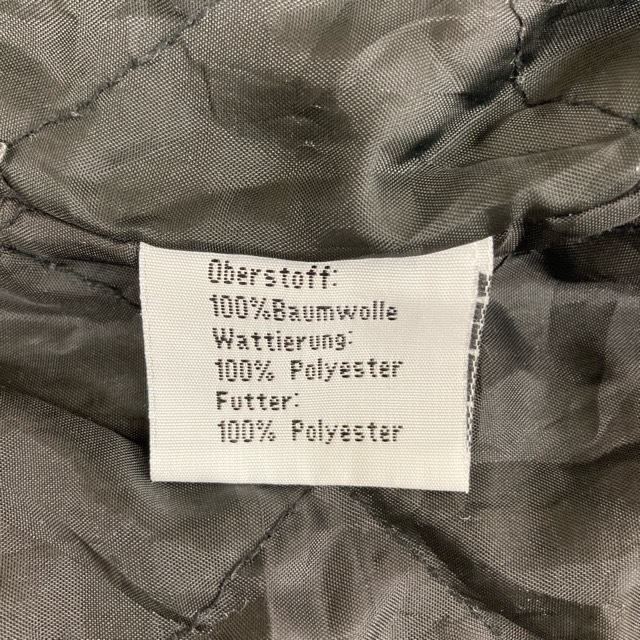 Oberstoff:
100%Baumwolle
Wattierung:
100% Polyester
Futter:
100% Polyester